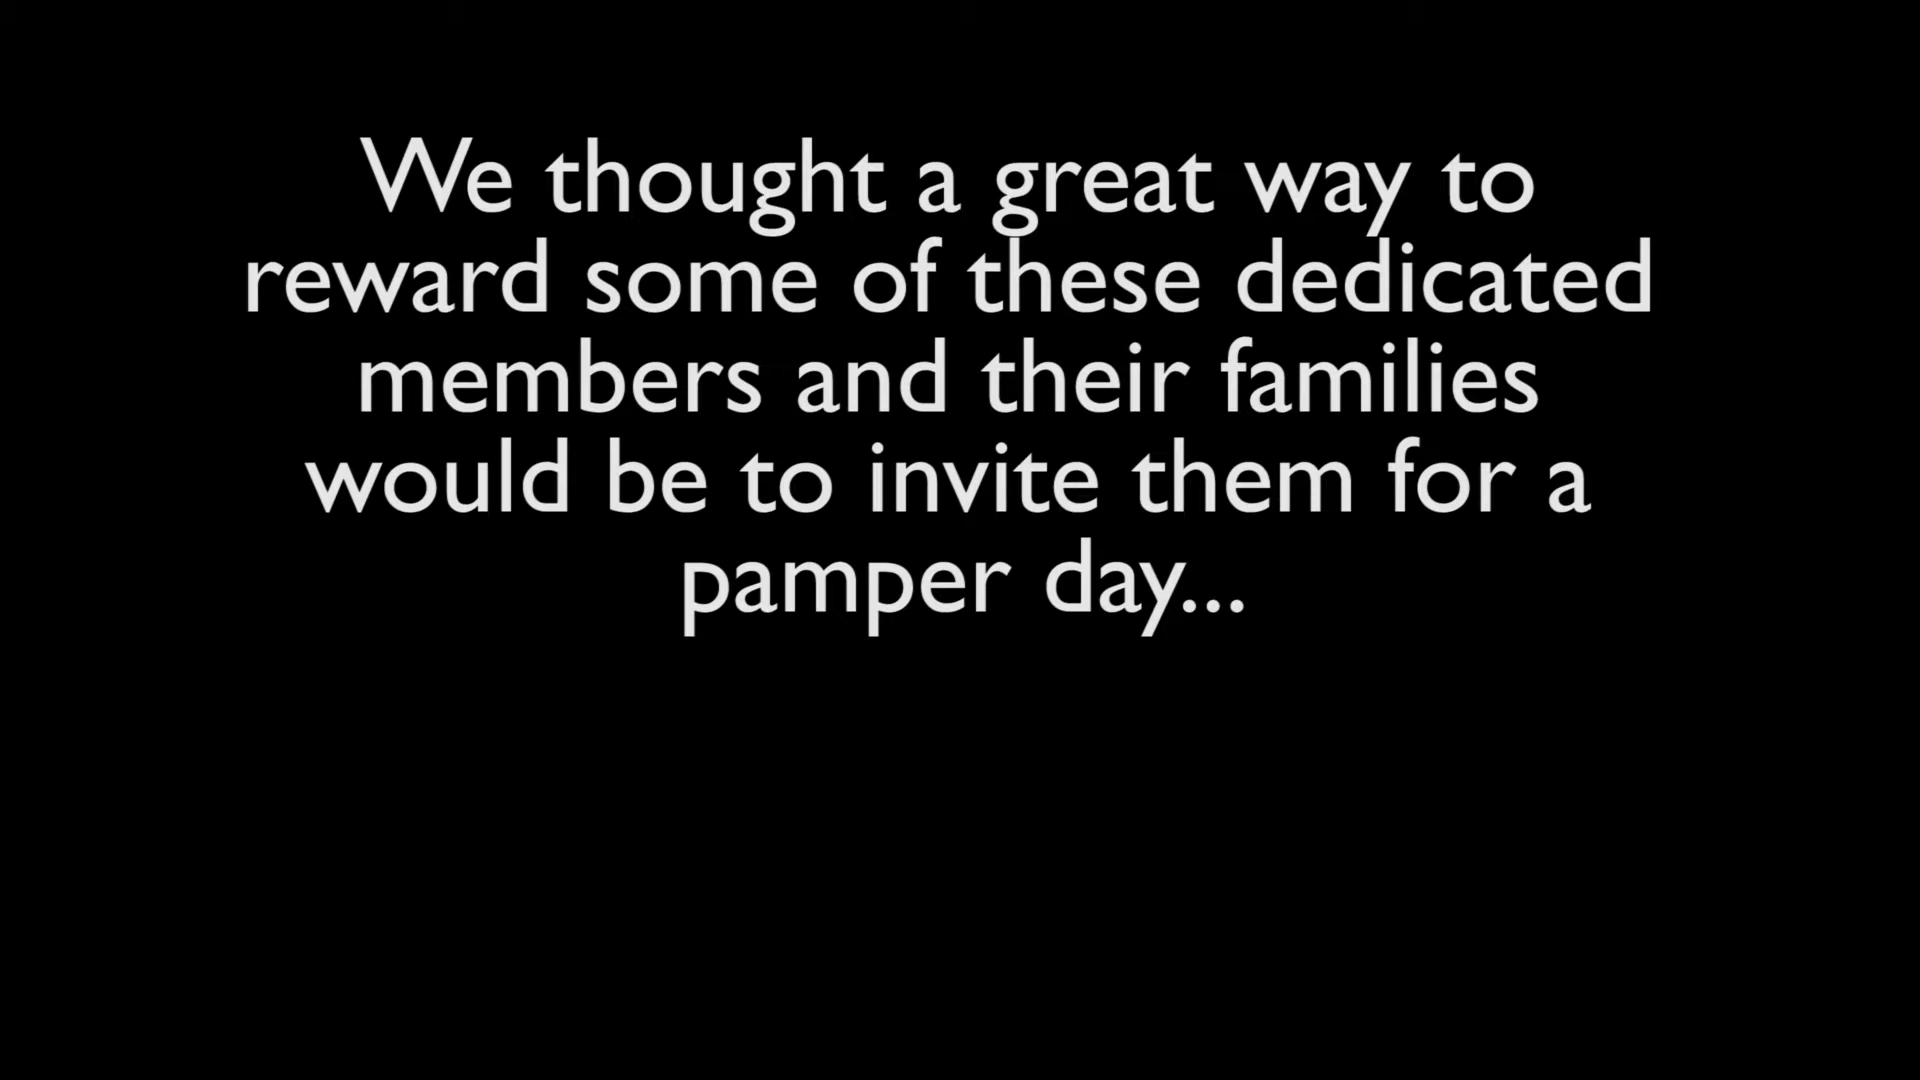 We thought a great way to
reward some of these dedicated
members and their families
would be to invite them for a
pamper day...